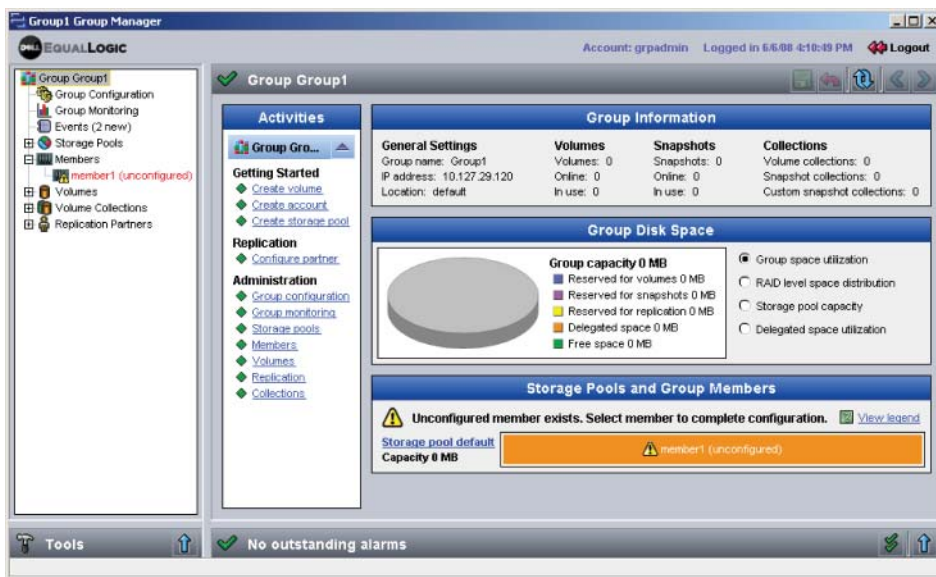 Group1 Group Manager
DELL EQUALLOGIC
Account: grpadmin Logged in 6/6/08 4:10:49 PM Logout
Group Group1
Group Configuration
Group Monitoring
Events (2 new)
Storage Pools
Members
member1 (unconfigured)
Volumes
Volume Collections
Replication Partners
Group Group1
Activities
Group Gro...
Getting Started
Create volume
Create account
Create storage pool
Replication
Configure partner
Administration
Group configuration
Group monitoring
Storage pools
Members
Volumes
Replication
Collections
Group Information
General Settings
Group name: Group1
IP address: 10.127.29.120
Location: default
Volumes
Volumes: 0
Online: 0
In use: 0
Snapshots
Snapshots: 0
Online: 0
In use: 0
Collections
Volume collections: 0
Snapshot collections: 0
Custom snapshot collections: 0
Group Disk Space
Group capacity 0 MB
Reserved for volumes 0 MB
Reserved for snapshots 0 MB
Reserved for replication 0 MB
Delegated space 0 MB
Free space 0 MB
Group space utilization
RAID level space distribution
Storage pool capacity
Delegated space utilization
Storage Pools and Group Members
Unconfigured member exists. Select member to complete configuration. View legend
Storage pool default
Capacity 0 MB
member1 (unconfigured)
Tools
No outstanding alarms